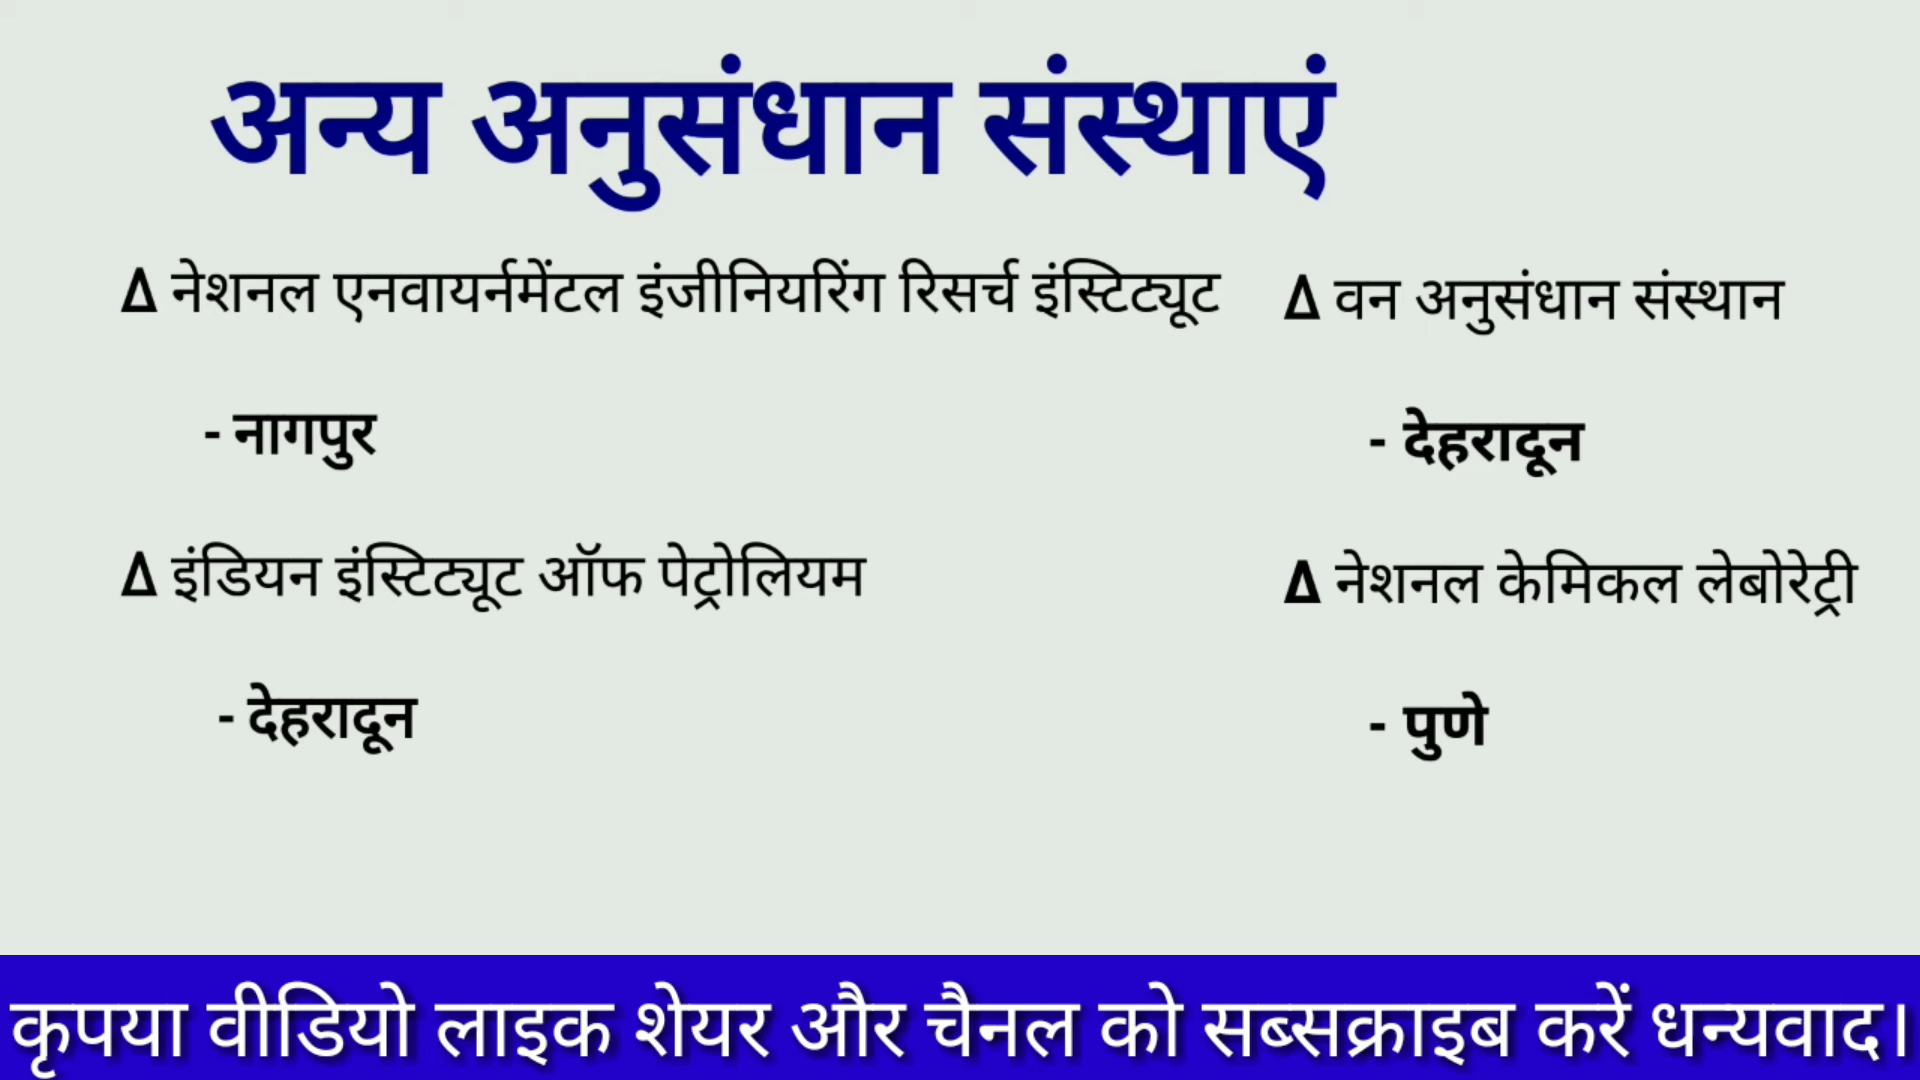 अन्य अनुसंधान संस्थाएं
Δ नेशनल एनवायर्नमेंटल इंजीनियरिंग रिसर्च इंस्टिट्यूट
- नागपुर
Δ इंडियन इंस्टिट्यूट ऑफ पेट्रोलियम
- देहरादून
Δ वन अनुसंधान संस्थान
- देहरादून
Δ नेशनल केमिकल लेबोरेट्री
- पुणे
कृपया वीडियो लाइक शेयर और चैनल को सब्सक्राइब करें धन्यवाद।